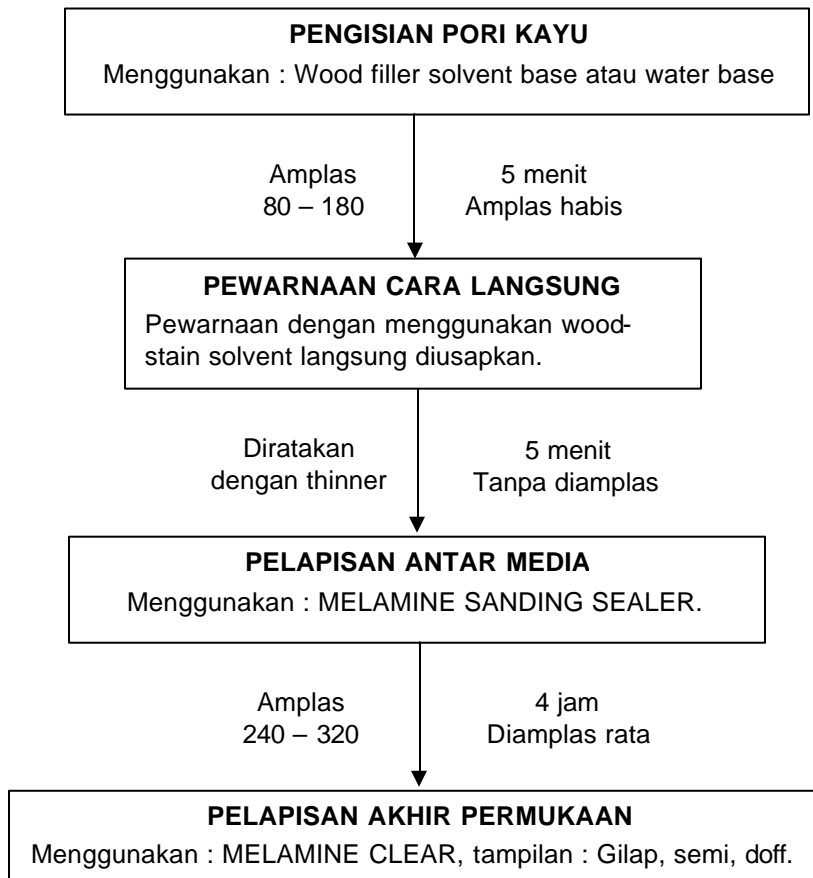 PENGISIAN PORI KAYU
Menggunakan : Wood filler solvent base atau water base
Amplas
80 – 180
5 menit
Amplas habis
PEWARNAAN CARA LANGSUNG
Pewarnaan dengan menggunakan wood-
stain solvent langsung diusapkan.
Diratakan
dengan thinner
5 menit
Tanpa diamplas
PELAPISAN ANTAR MEDIA
Menggunakan : MELAMINE SANDING SEALER.
Amplas
240 – 320
4 jam
Diamplas rata
PELAPISAN AKHIR PERMUKAAN
Menggunakan : MELAMINE CLEAR, tampilan : Gilap, semi, doff.